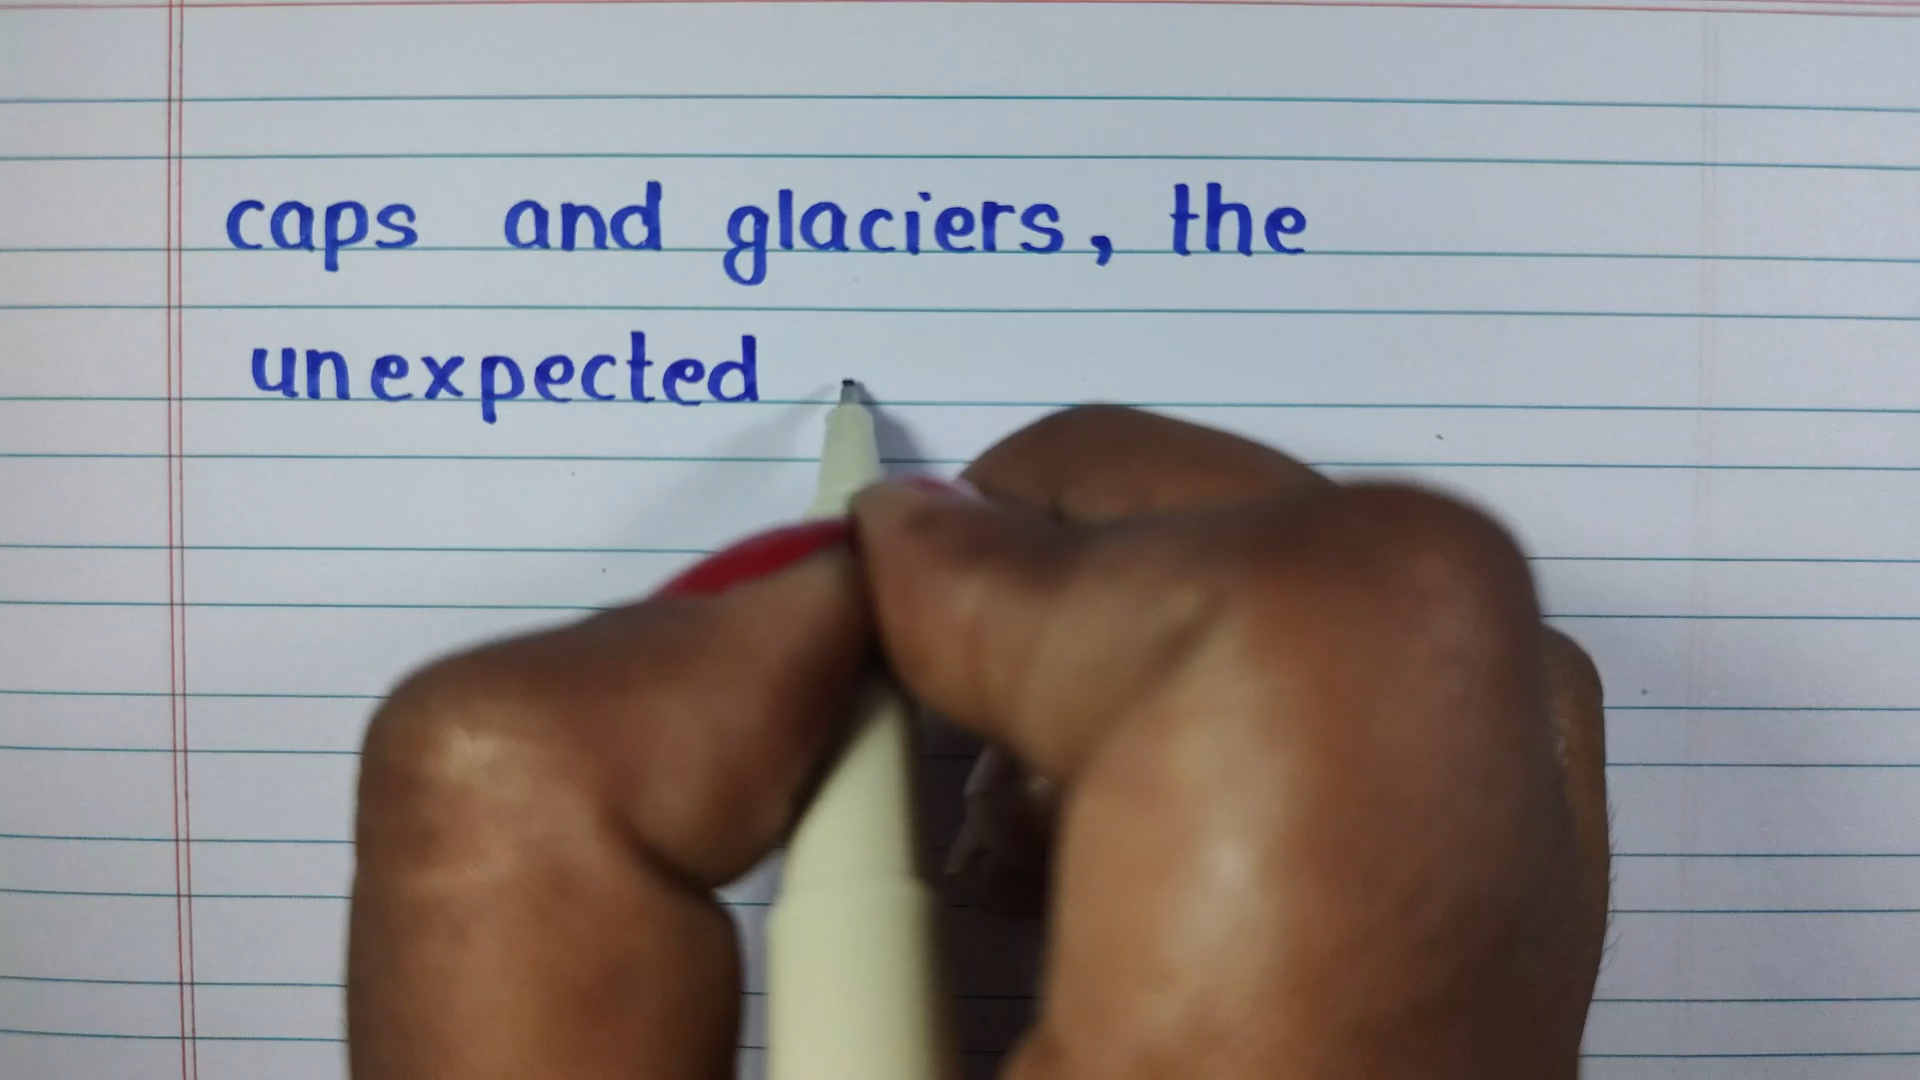 caps and glaciers, the
unexpected